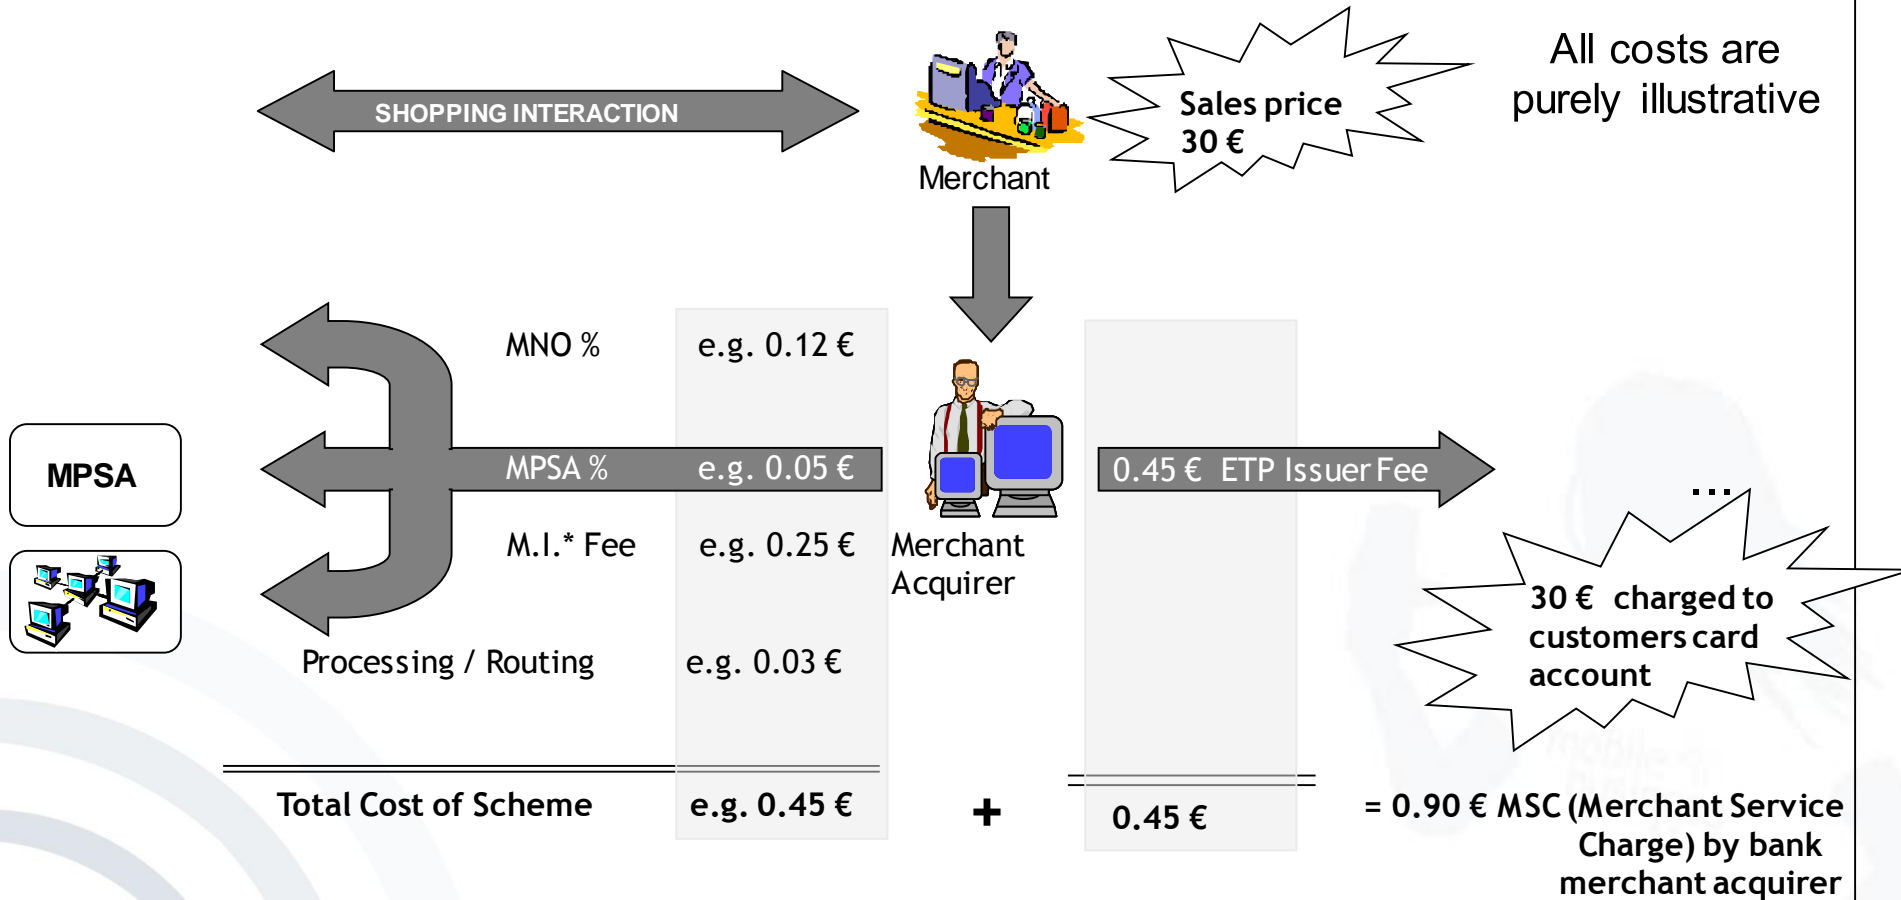 All costs are
purely illustrative
SHOPPING INTERACTION
Sales price
30 €
Merchant
MNO % e.g. 0.12 €
MPSA
MPSA % e.g. 0.05 €
0.45 € ETP Issuer Fee
...
M.I.* Fee e.g. 0.25 €
Merchant
Acquirer
30 € charged to
customers card
account
Processing / Routing e.g. 0.03 €
Total Cost of Scheme e.g. 0.45 € + 0.45 €
= 0.90 € MSC (Merchant Service
Charge) by bank
merchant acquirer